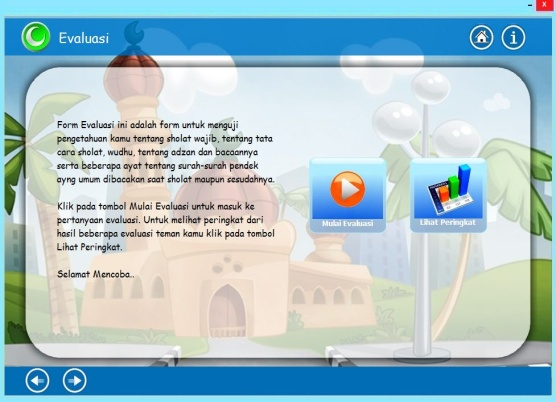 Evaluasi
Form Evaluasi ini adalah form untuk menguji
pengetahuan kamu tentang sholat wajib, tentang tata
cara sholat, wudhu, tentang adzan dan bacaannya
serta beberapa ayat tentang surah-surah pendek
ayng umum dibacakan saat sholat maupun sesudahnya.
Klik pada tombol Mulai Evaluasi untuk masuk ke
pertanyaan evaluasi. Untuk melihat peringkat dari
hasil beberapa evaluasi teman kamu klik pada tombol
Lihat Peringkat.
Selamat Mencoba..
Mulai Evaluasi
Lihat Peringkat